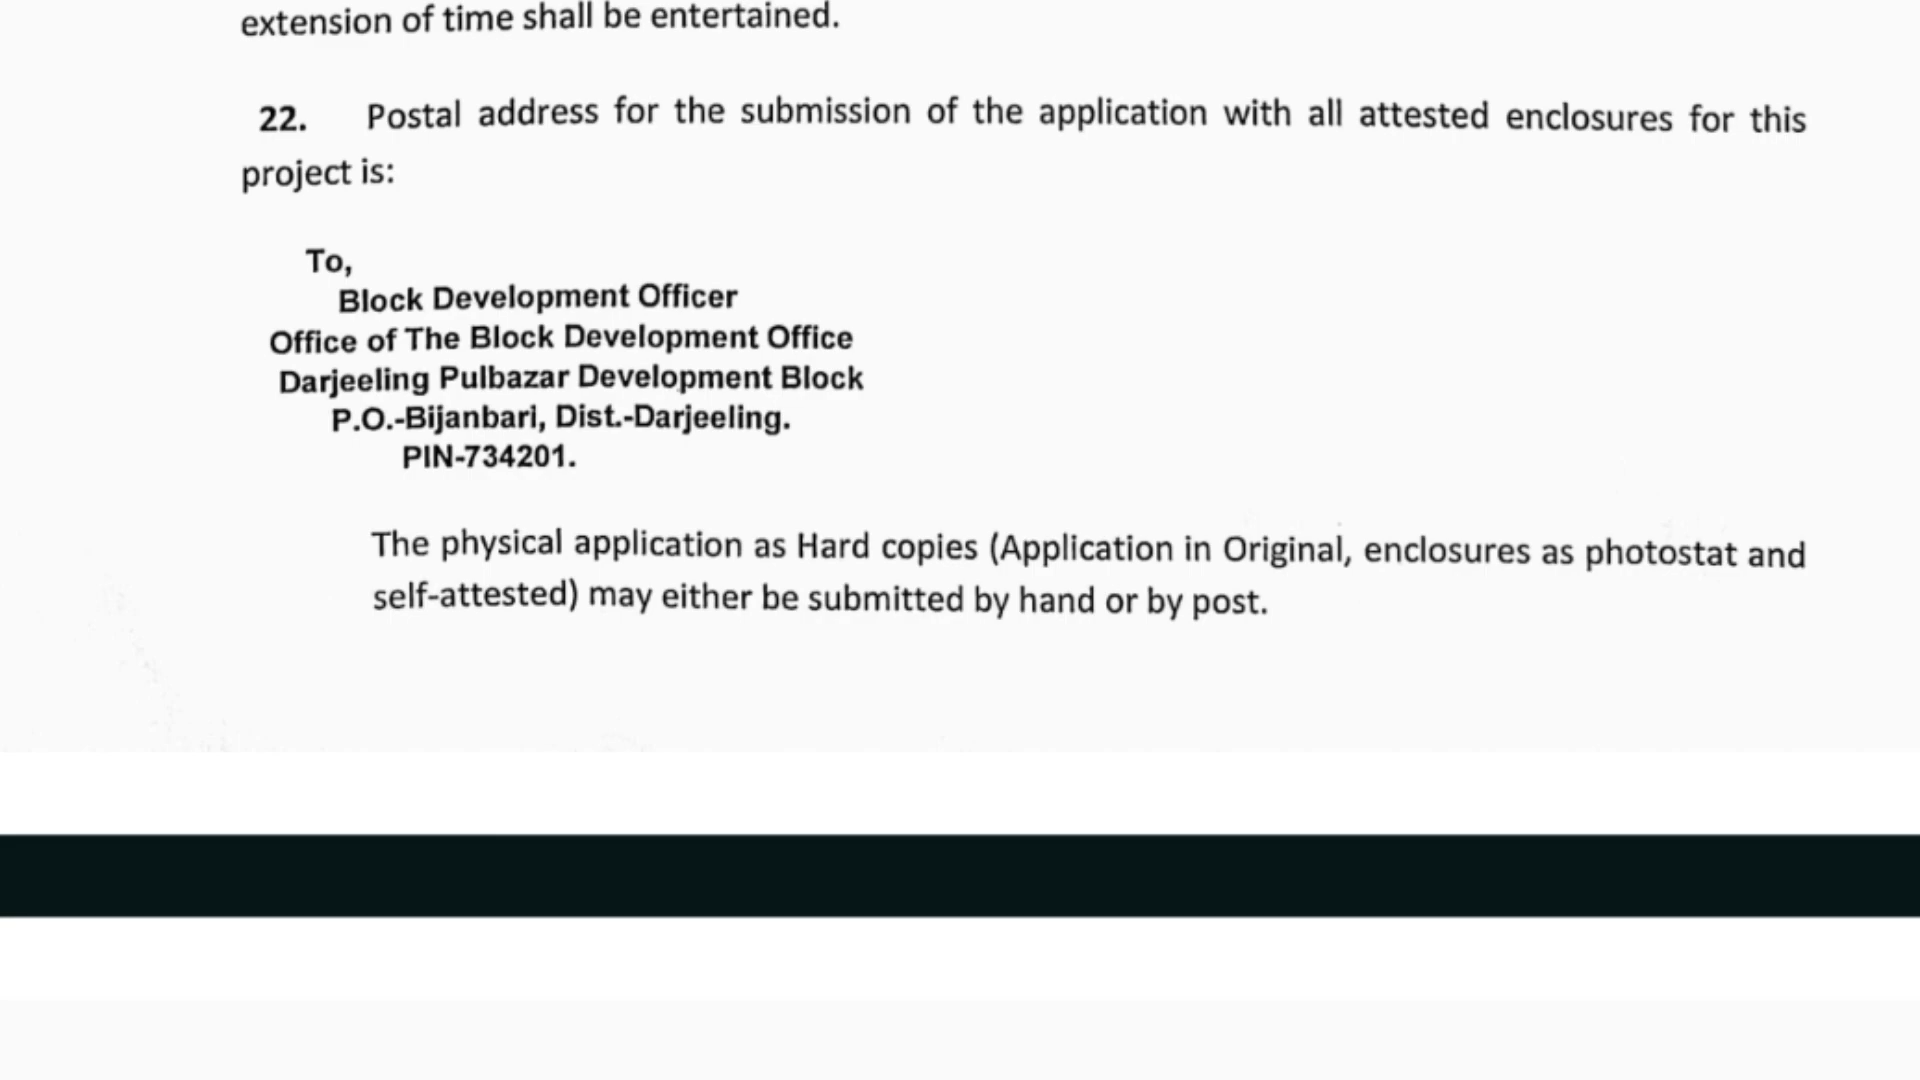 extension of time shall be entertained.
22. Postal address for the submission of the application with all attested enclosures for this
project is:
To,
Block Development Officer
Office of The Block Development Office
Darjeeling Pulbazar Development Block
P.O.-Bijanbari, Dist.-Darjeeling.
PIN-734201.
The physical application as Hard copies (Application in Original, enclosures as photostat and
self-attested) may either be submitted by hand or by post.